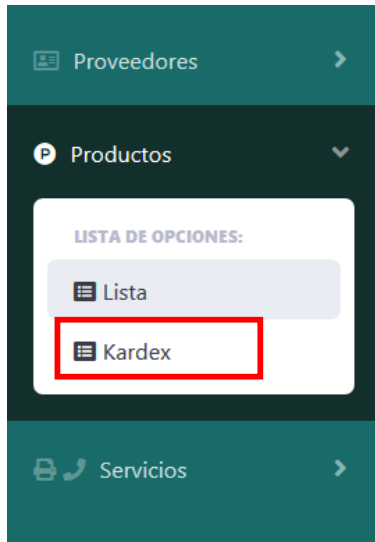 Proveedores
P Productos
LISTA DE OPCIONES:
Lista
Kardex
Servicios